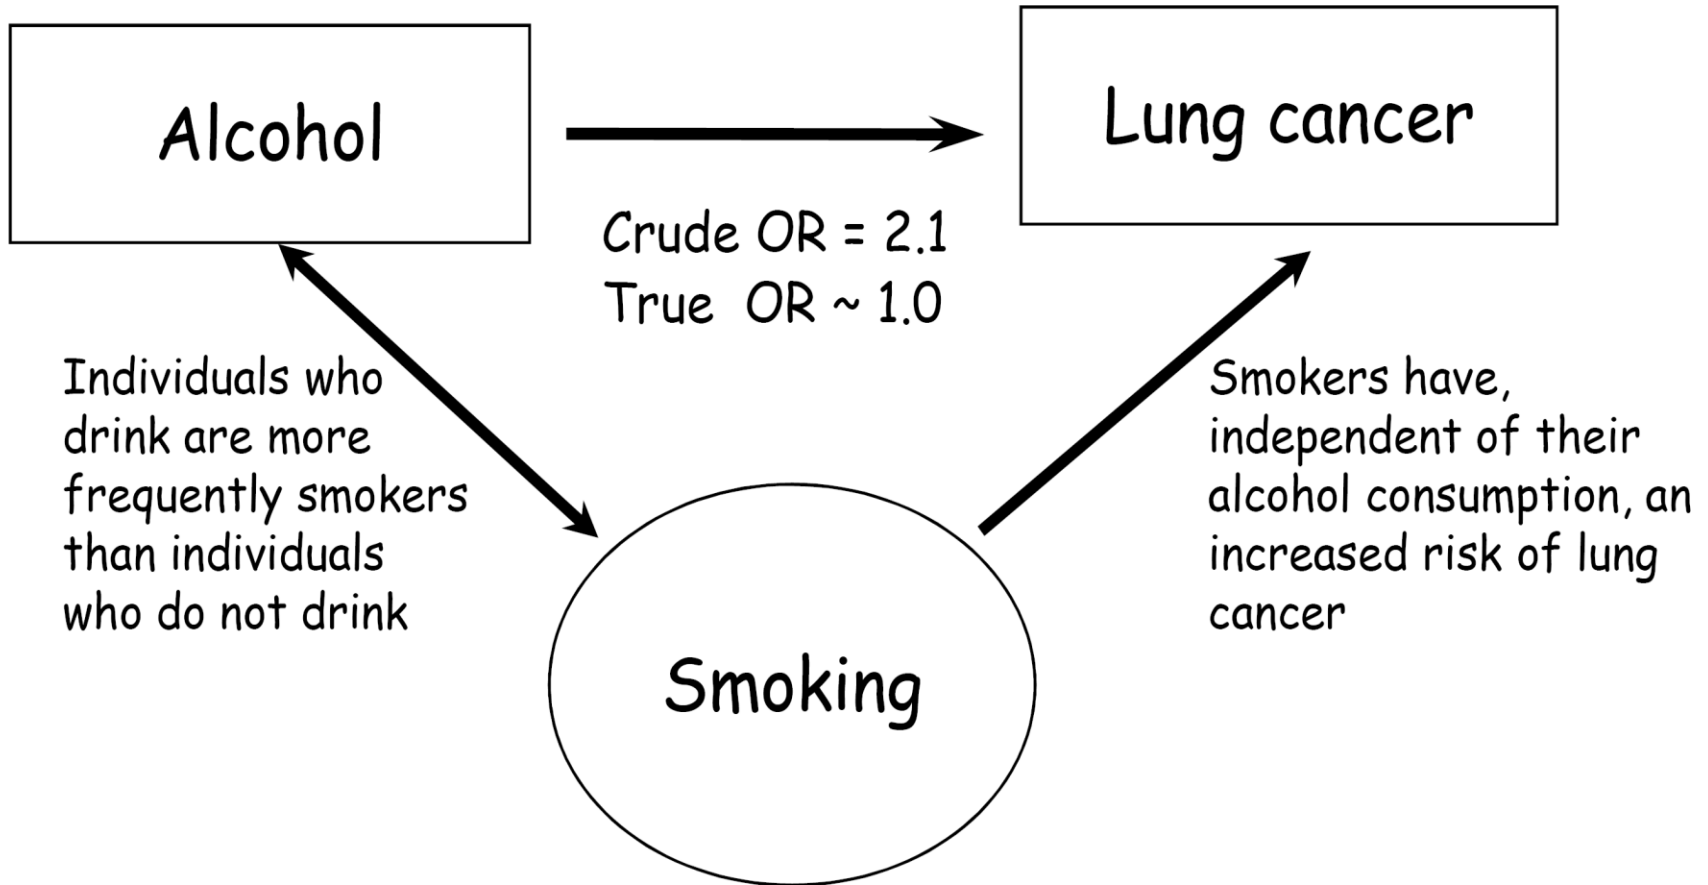 Alcohol
Lung cancer
Crude OR = 2.1
True OR ~ 1.0
Individuals who
drink are more
frequently smokers
than individuals
who do not drink
Smokers have,
independent of their
alcohol consumption, an
increased risk of lung
cancer
Smoking